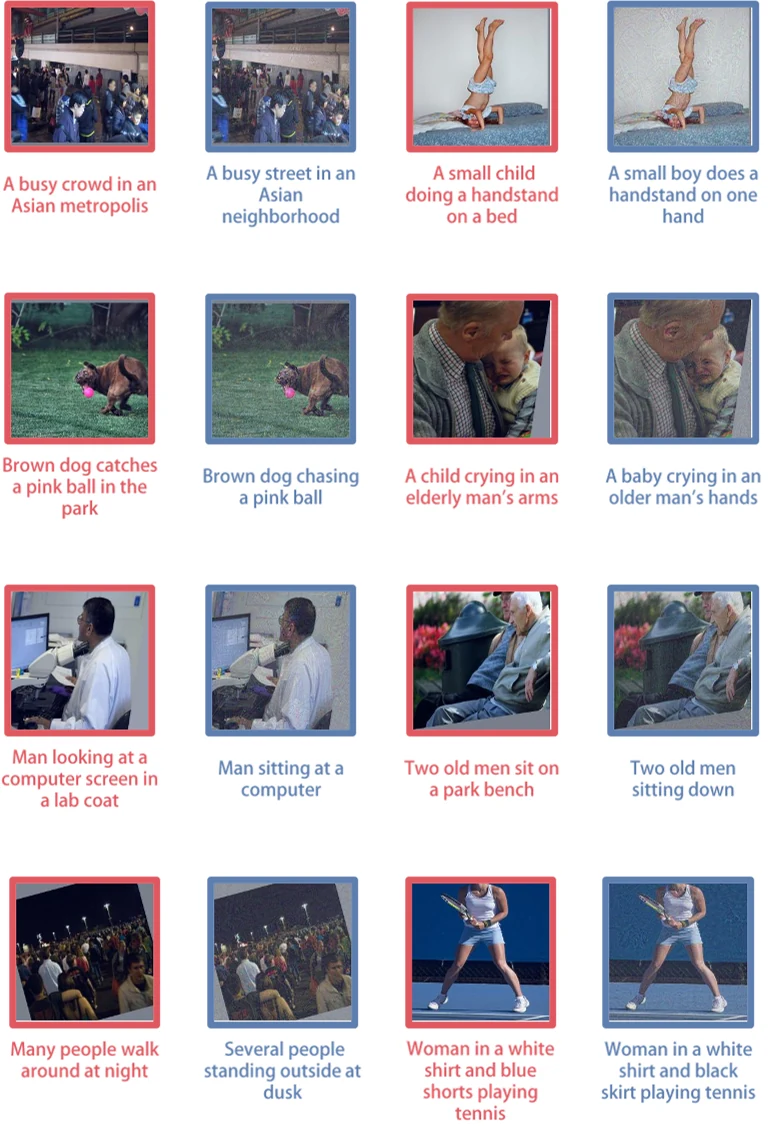 A busy crowd in an
Asian metropolis
A busy street in an
Asian
neighborhood
A small child
doing a handstand
on a bed
A small boy does a
handstand on one
hand
Brown dog catches
a pink ball in the
park
Brown dog chasing
a pink ball
A child crying in an
elderly man’s arms
A baby crying in an
older man’s hands
Man looking at a
computer screen in
a lab coat
Man sitting at a
computer
Two old men sit on
a park bench
Two old men
sitting down
Many people walk
around at night
Several people
standing outside at
dusk
Woman in a white
shirt and blue
shorts playing
tennis
Woman in a white
shirt and black
skirt playing tennis